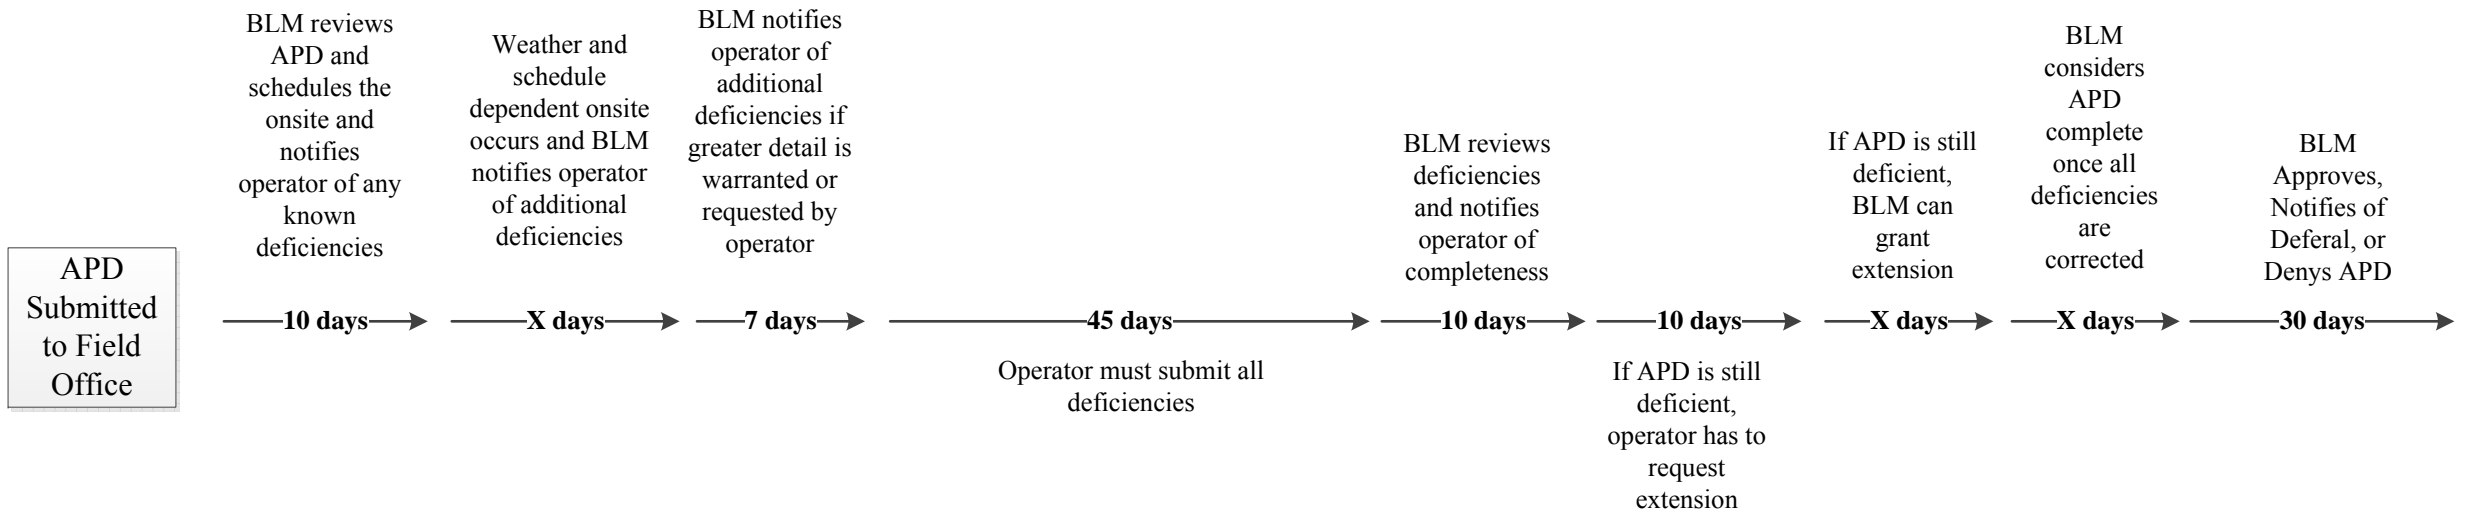 APD
Submitted
to Field
Office
BLM reviews
APD and
schedules the
onsite and
notifies
operator of any
known
deficiencies
10 days
Weather and
schedule
dependent onsite
occurs and BLM
notifies operator
of additional
deficiencies
X days
BLM notifies
operator of
additional
deficiencies if
greater detail is
warranted or
requested by
operator
7 days
45 days
Operator must submit all
deficiencies
BLM reviews
deficiencies
and notifies
operator of
completeness
10 days
10 days
If APD is still
deficient,
operator has to
request
extension
If APD is still
deficient,
BLM can
grant
extension
X days
BLM
considers
APD
complete
once all
deficiencies
are
corrected
X days
BLM
Approves,
Notifies of
Deferal, or
Denys APD
30 days